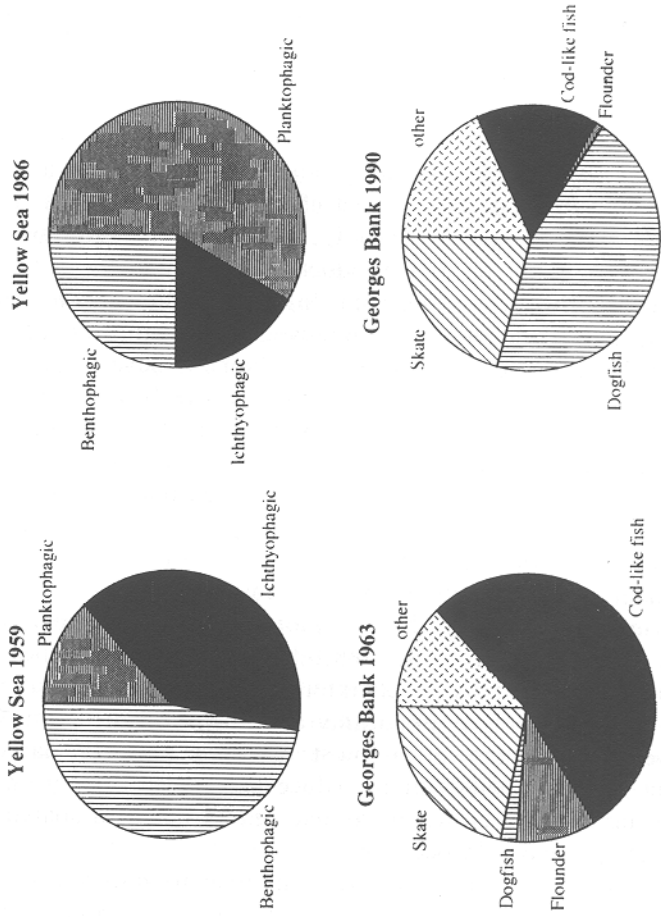 Yellow Sea 1959
Planktophagic
Ichthyophagic
Benthophagic
Yellow Sea 1986
Benthophagic
Planktophagic
Ichthyophagic
Georges Bank 1963
Skate
other
Dogfish
Flounder
Cod-like fish
Georges Bank 1990
Skate
other
Cod-like fish
Flounder
Dogfish